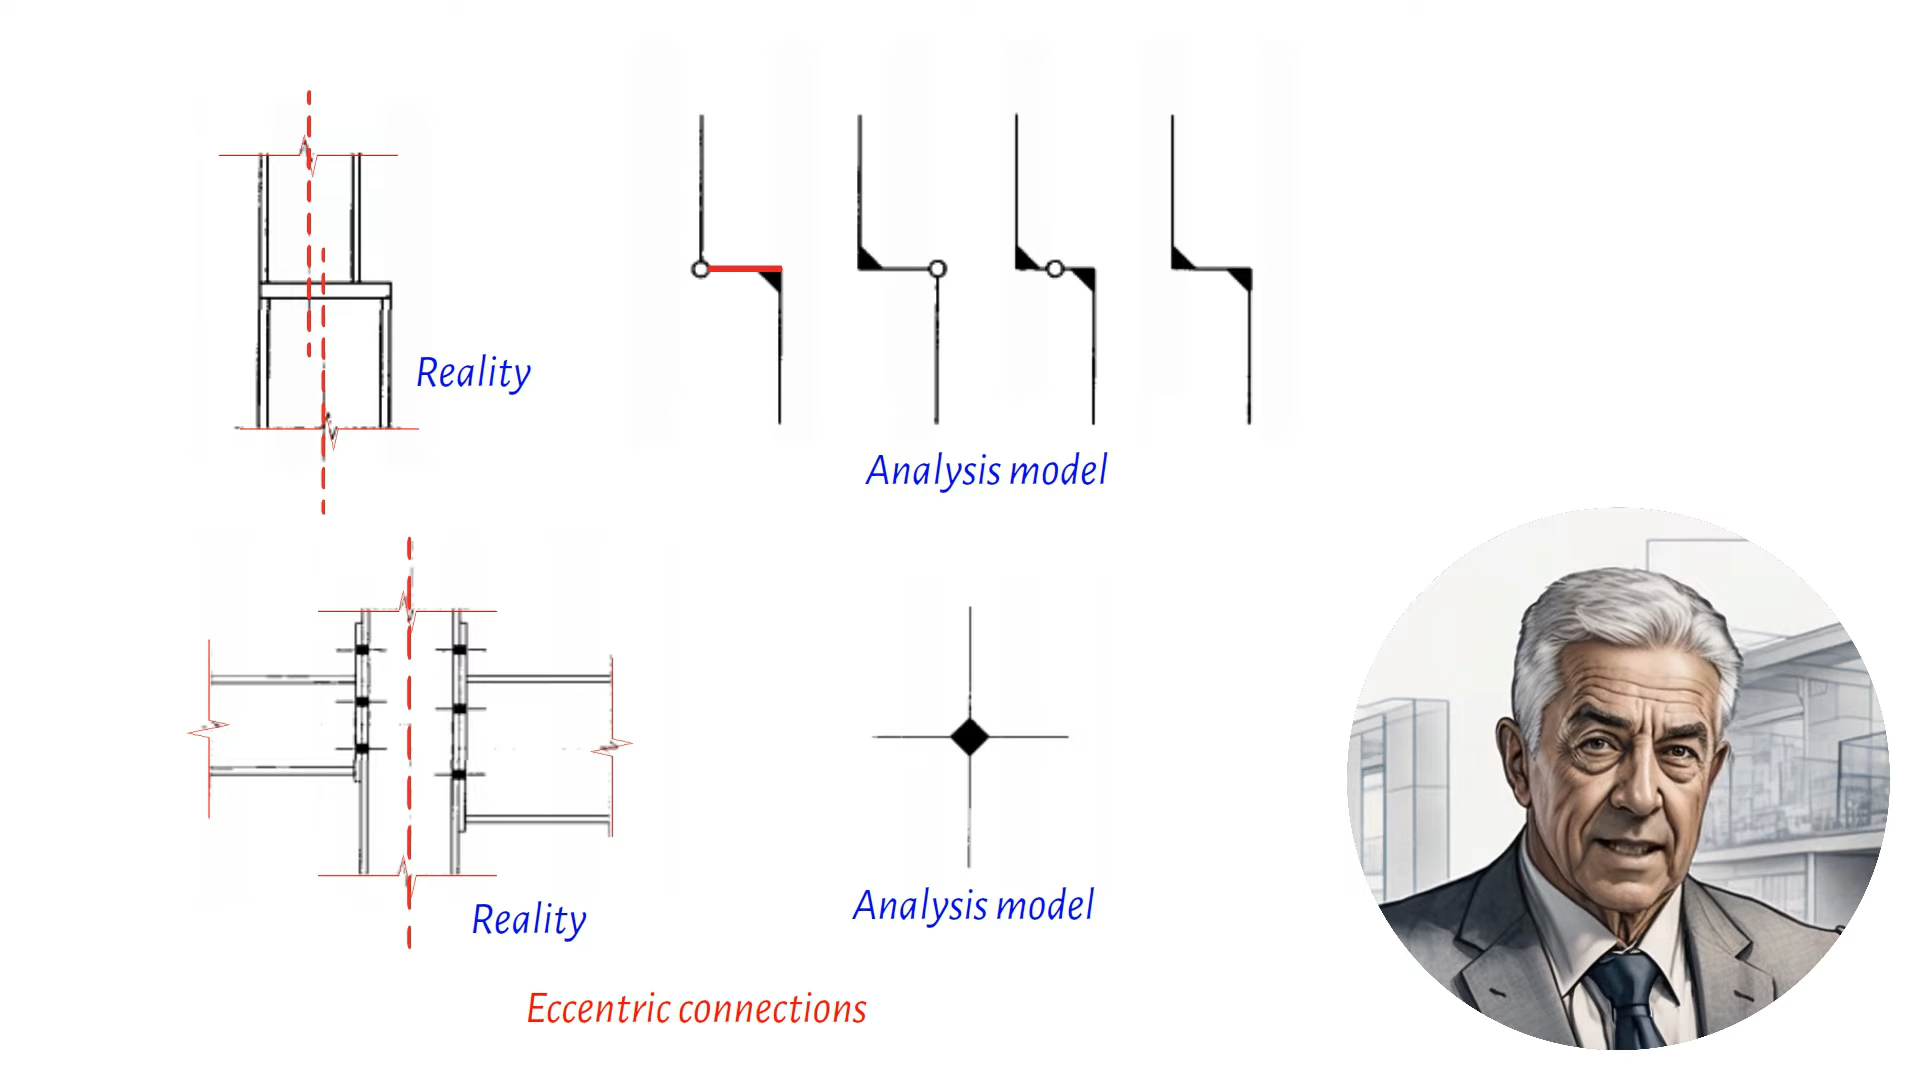 Reality
Analysis model
Reality
Analysis model
Eccentric connections